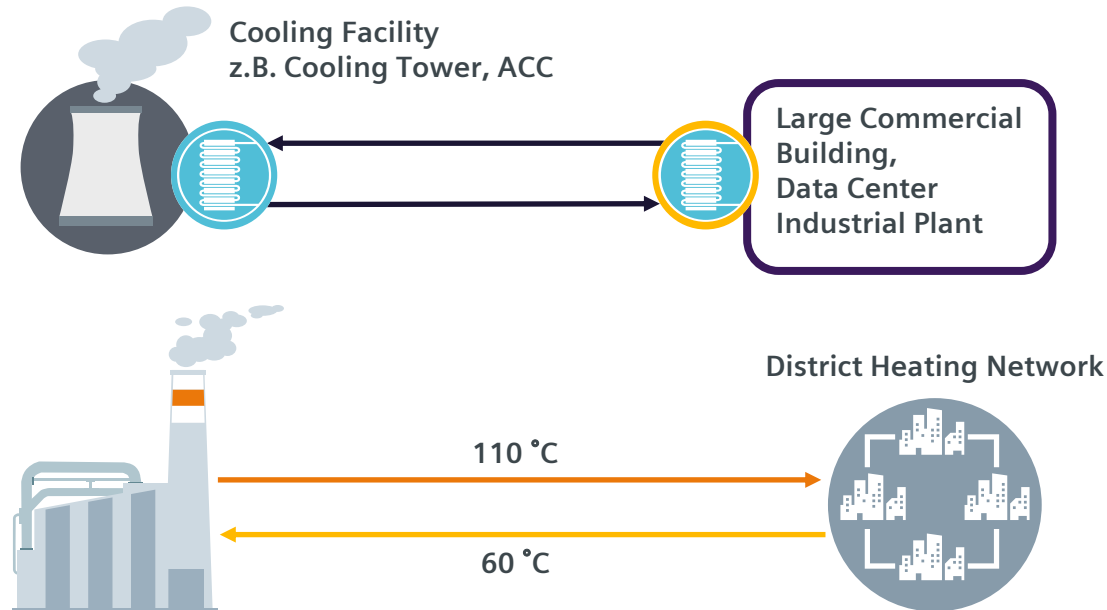 Cooling Facility
z.B. Cooling Tower, ACC
Large Commercial
Building,
Data Center
Industrial Plant
District Heating Network
110 °C
60 °C